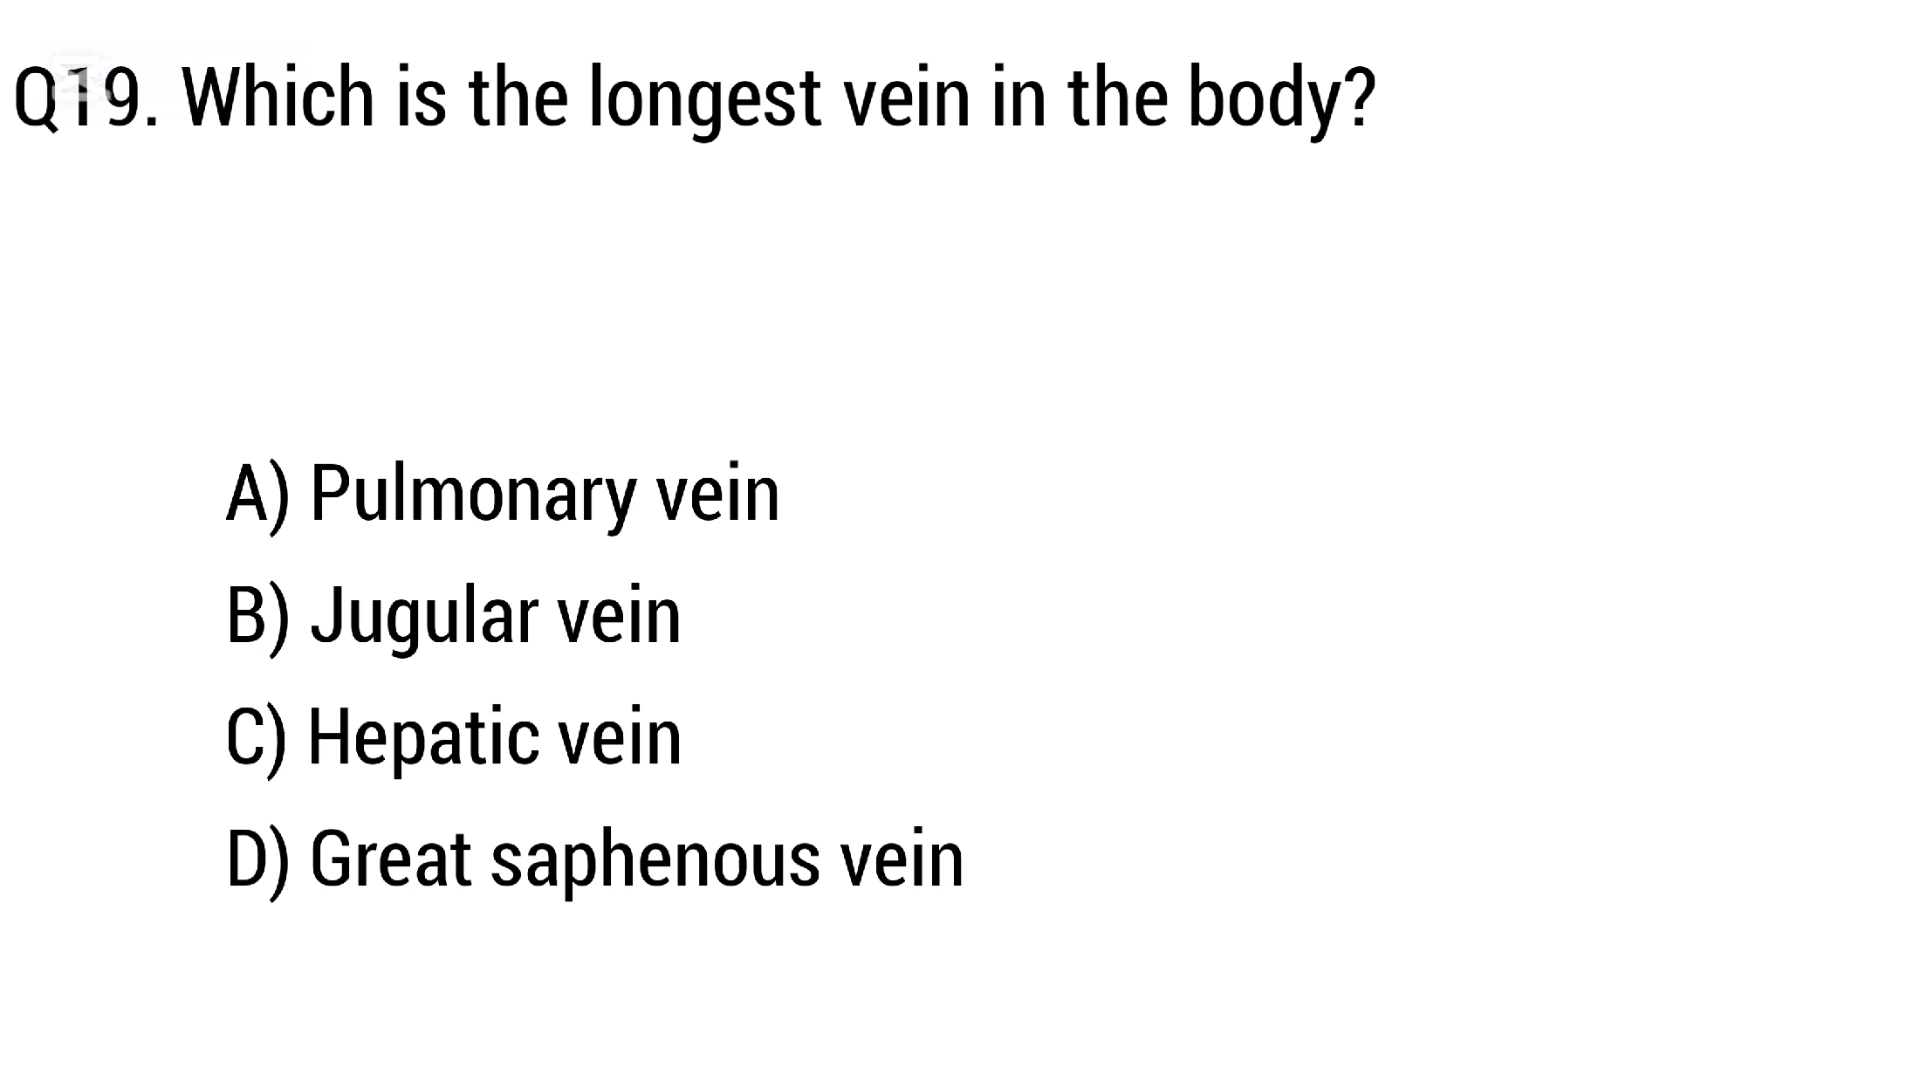 Q19. Which is the longest vein in the body?
A) Pulmonary vein
B) Jugular vein
C) Hepatic vein
D) Great saphenous vein